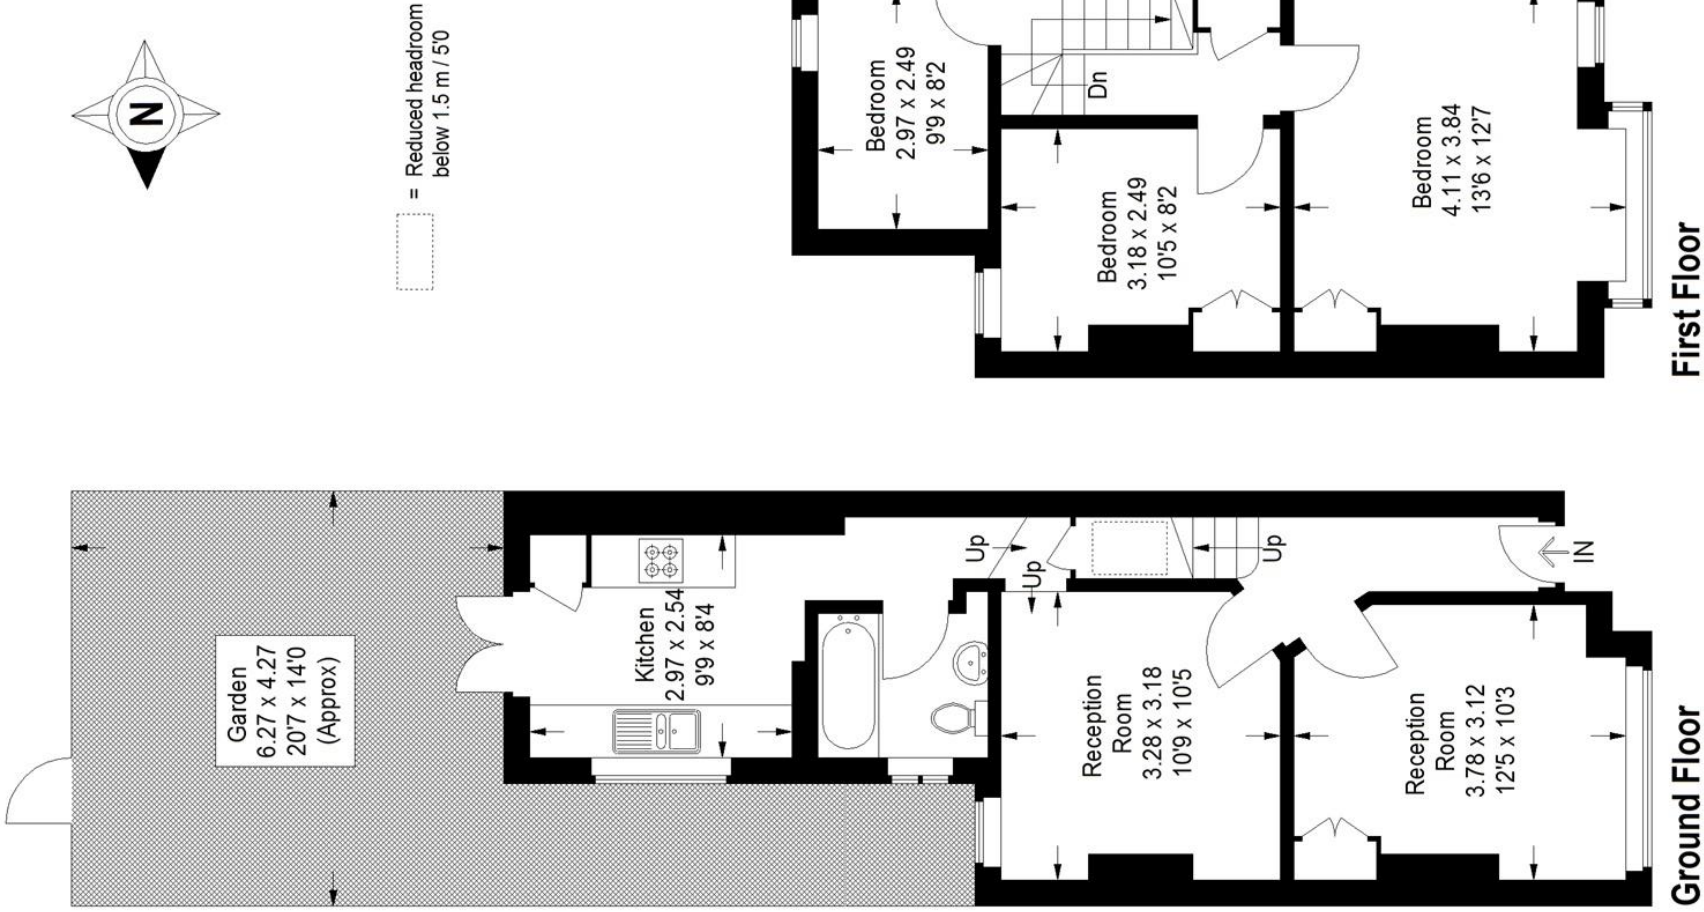 N
= Reduced headroom
below 1.5 m / 5'0
Garden
6.27 x 4.27
20'7 x 14'0
(Approx)
Kitchen
2.97 x 2.54
9'9 x 8'4
Up
Up
Up
Reception
Room
3.28 x 3.18
10'9 x 10'5
Reception
Room
3.78 x 3.12
12'5 x 10'3
IN
Ground Floor
Bedroom
2.97 x 2.49
9'9 x 8'2
Dn
Bedroom
3.18 x 2.49
10'5 x 8'2
Bedroom
4.11 x 3.84
13'6 x 12'7
First Floor